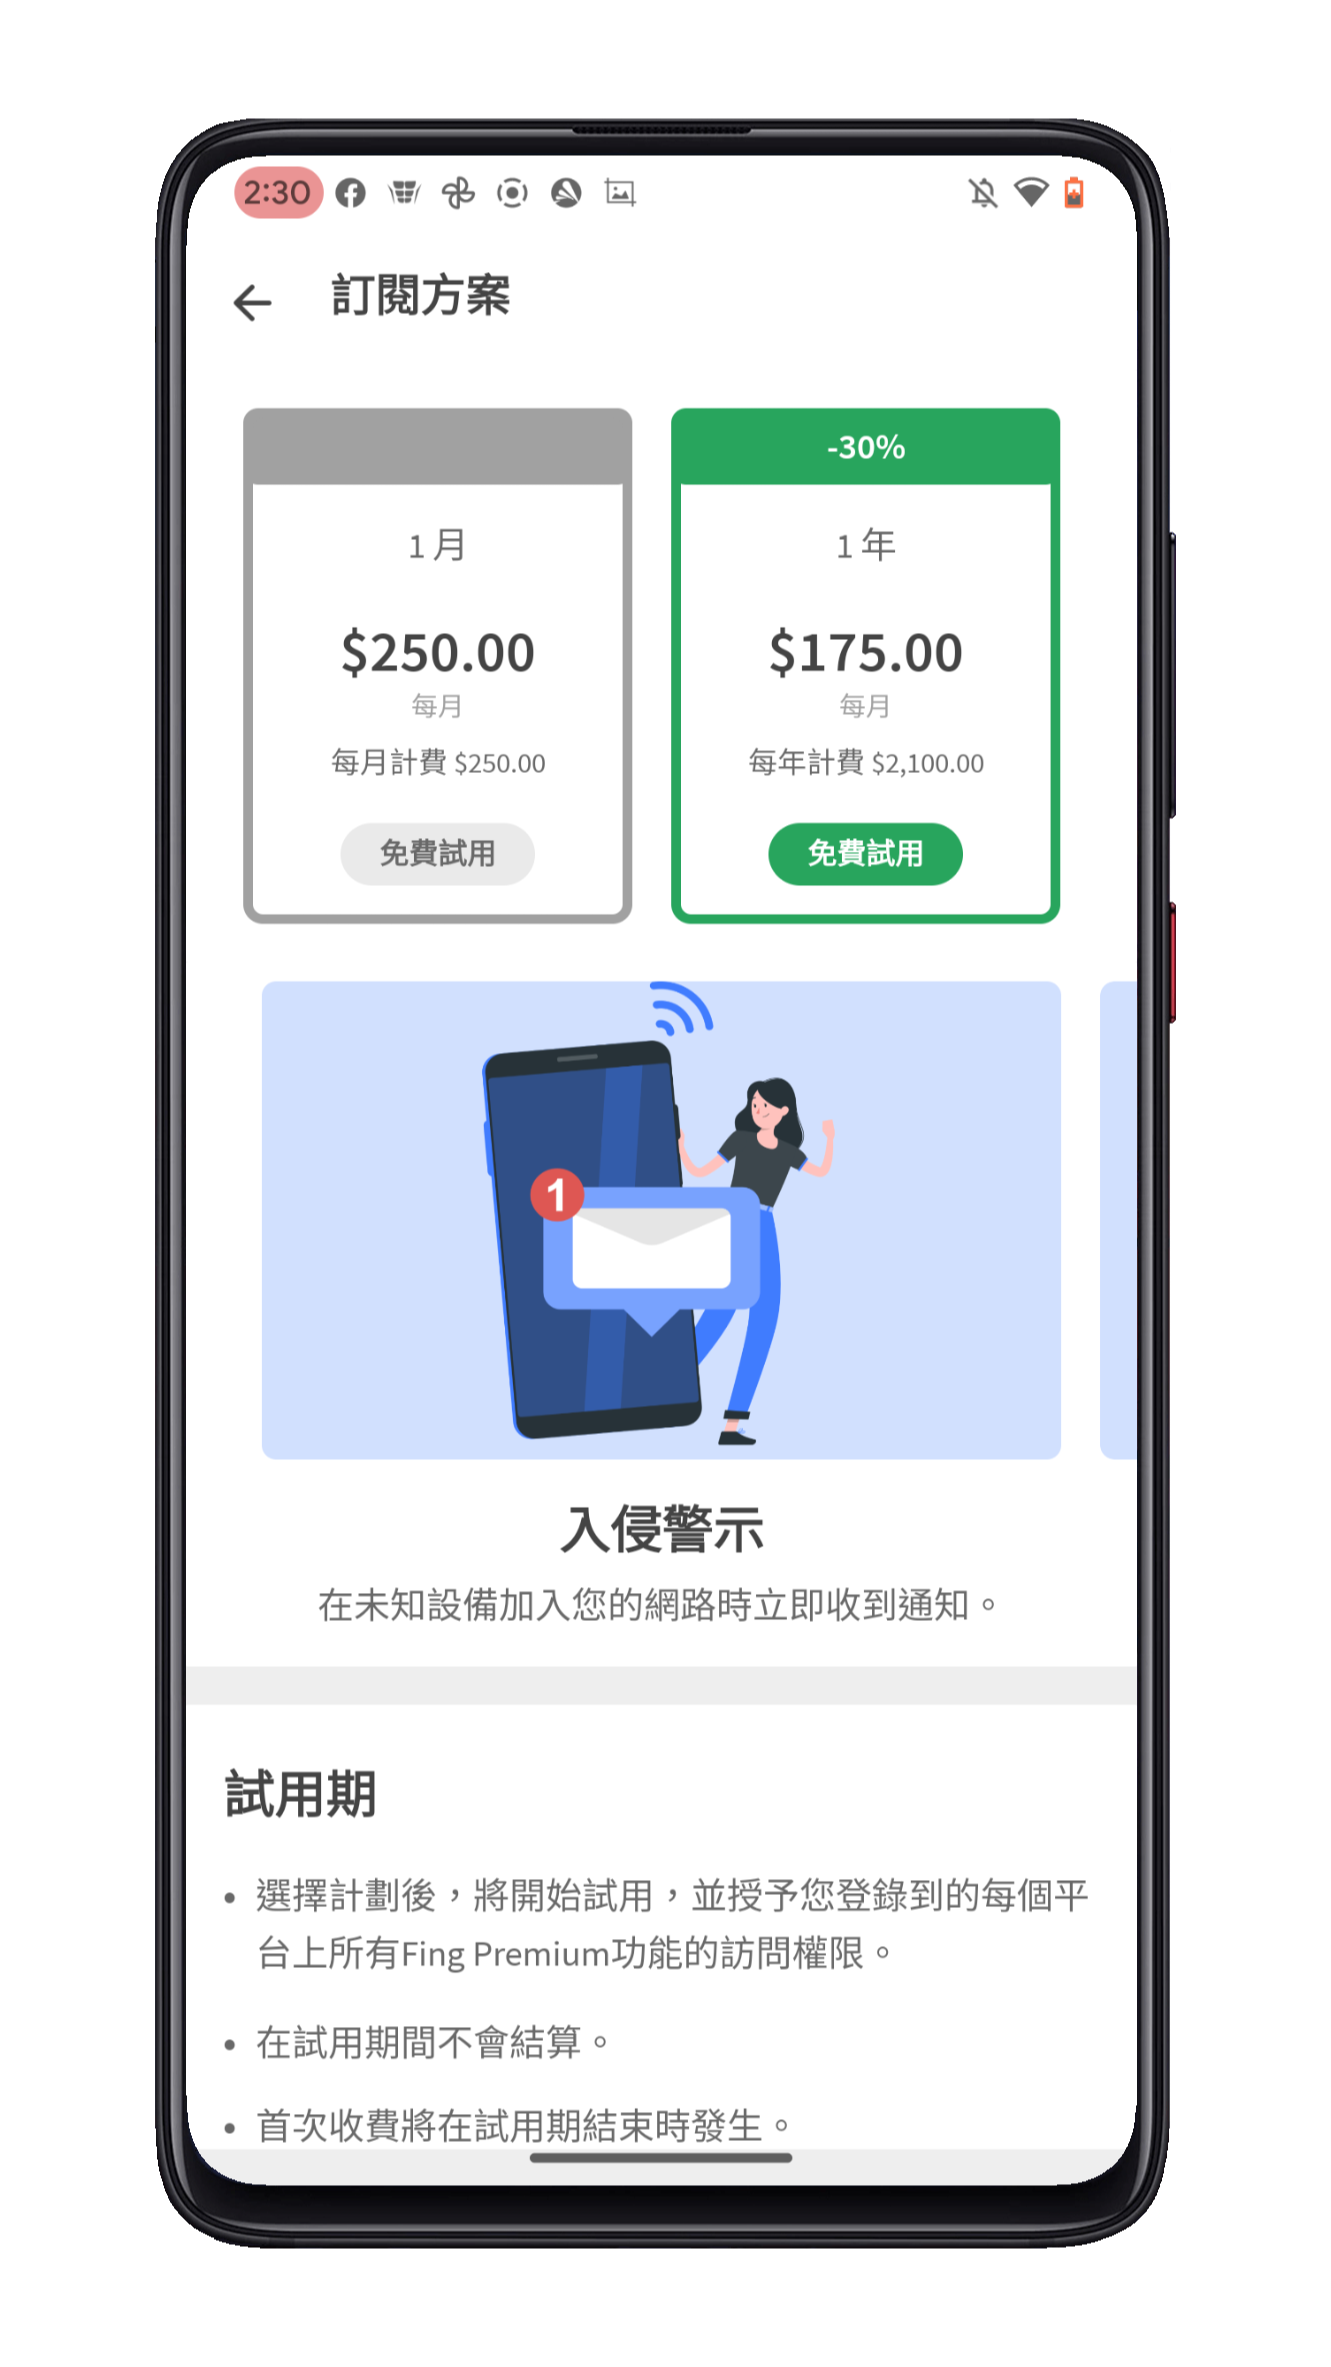 2:30
訂閱方案
-30%
1 月
1 年
$250.00
$175.00
每月
每月
每月計費 $250.00
每年計費 $2,100.00
免費試用
免費試用
1
入侵警示
在未知設備加入您的網路時立即收到通知。
試用期
• 選擇計劃後，將開始試用，並授予您登錄到的每個平
台上所有Fing Premium功能的訪問權限。
• 在試用期間不會結算。
• 首次收費將在試用期結束時發生。